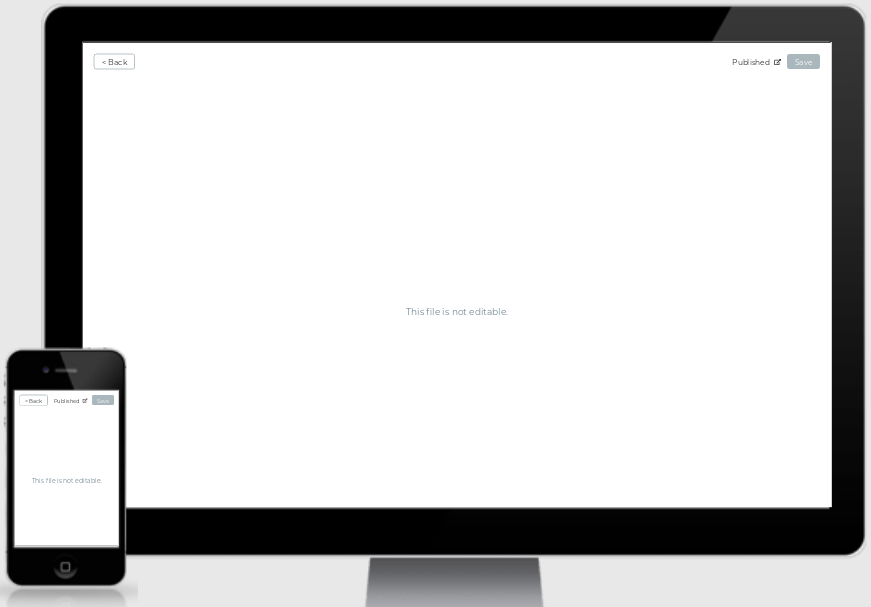 < Back
Published
Save
This file is not editable.
< Back
Published
Save
This file is not editable.